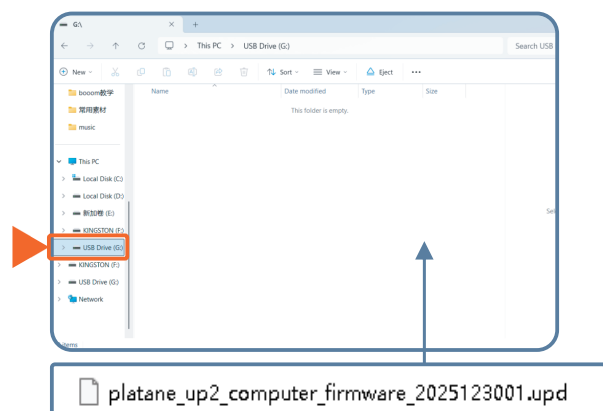 G:\
This PC > USB Drive (G:)
Search USB
New
Sort
View
Eject
Name
Date modified
Type
Size
This folder is empty.
booom教学
常用素材
music
This PC
Local Disk (C:)
Local Disk (D:)
新加卷 (E:)
KINGSTON (F:)
USB Drive (G:)
KINGSTON (F:)
USB Drive (G:)
Network
Sel
platane_up2_computer_firmware_2025123001.upd